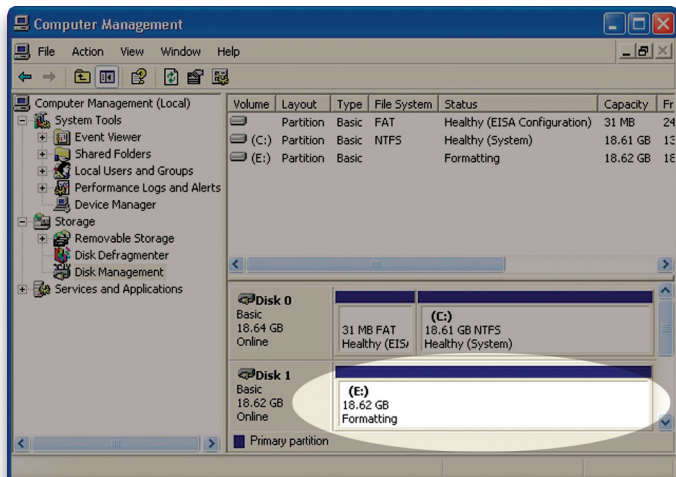 Computer Management
File Action View Window Help
Computer Management (Local)
System Tools
Event Viewer
Shared Folders
Local Users and Groups
Performance Logs and Alerts
Device Manager
Storage
Removable Storage
Disk Defragmenter
Disk Management
Services and Applications
Volume Layout Type File System Status Capacity Fr
Partition Basic FAT Healthy (EISA Configuration) 31 MB 24
(C:) Partition Basic NTFS Healthy (System) 18.61 GB 13
(E:) Partition Basic Formatting 18.62 GB 18
Disk 0
Basic
18.64 GB
Online
31 MB FAT
Healthy (EIS
(C:)
18.61 GB NTFS
Healthy (System)
Disk 1
Basic
18.62 GB
Online
(E:)
18.62 GB
Formatting
Primary partition